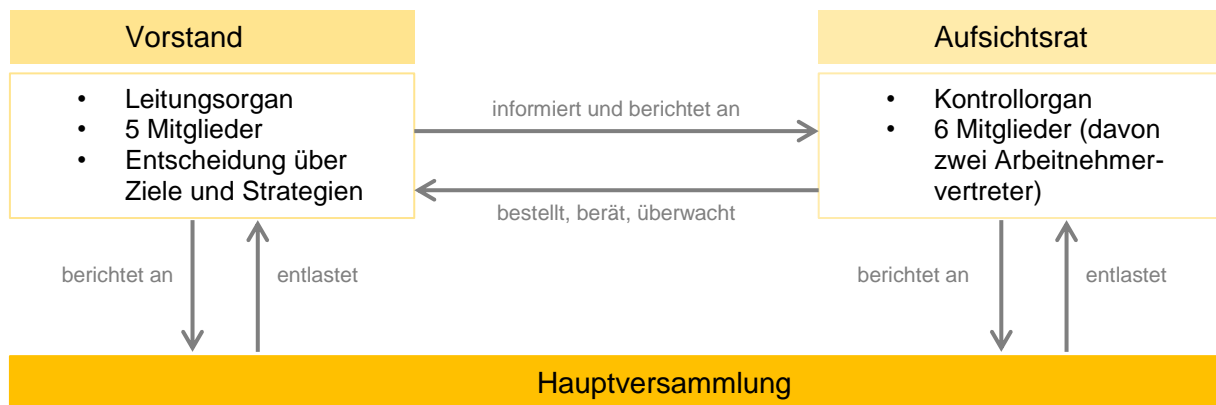 Vorstand
Aufsichtsrat
• Leitungsorgan
• 5 Mitglieder
• Entscheidung über
Ziele und Strategien
informiert und berichtet an
bestellt, berät, überwacht
• Kontrollorgan
• 6 Mitglieder (davon
zwei Arbeitnehmer-
vertreter)
berichtet an
entlastet
berichtet an
entlastet
Hauptversammlung